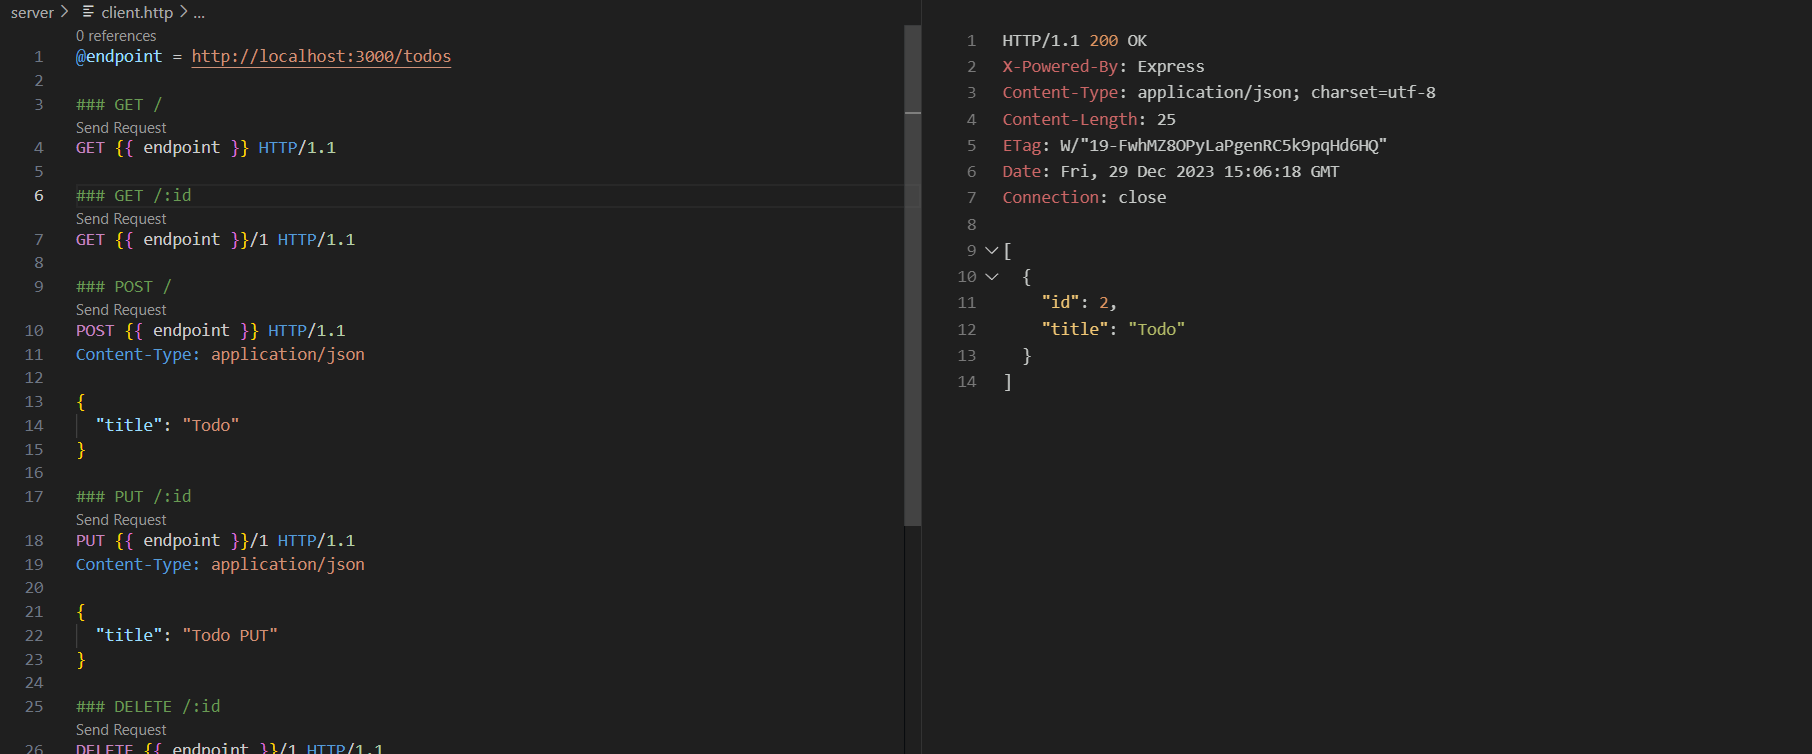 server > client.http > ...
0 references
1 @endpoint = http://localhost:3000/todos
2
3 ### GET /
Send Request
4 GET {{ endpoint }} HTTP/1.1
5
6 ### GET /:id
Send Request
7 GET {{ endpoint }}/1 HTTP/1.1
8
9 ### POST /
Send Request
10 POST {{ endpoint }} HTTP/1.1
11 Content-Type: application/json
12
13 {
14 "title": "Todo"
15 }
16
17 ### PUT /:id
Send Request
18 PUT {{ endpoint }}/1 HTTP/1.1
19 Content-Type: application/json
20
21 {
22 "title": "Todo PUT"
23 }
24
25 ### DELETE /:id
Send Request
26 DELETE {{ endpoint }}/1 HTTP/1.1
1 HTTP/1.1 200 OK
2 X-Powered-By: Express
3 Content-Type: application/json; charset=utf-8
4 Content-Length: 25
5 ETag: W/"19-FwhMZ8OPyLaPgenRC5k9pqHd6HQ"
6 Date: Fri, 29 Dec 2023 15:06:18 GMT
7 Connection: close
8
9 [
10 {
11 "id": 2,
12 "title": "Todo"
13 }
14 ]